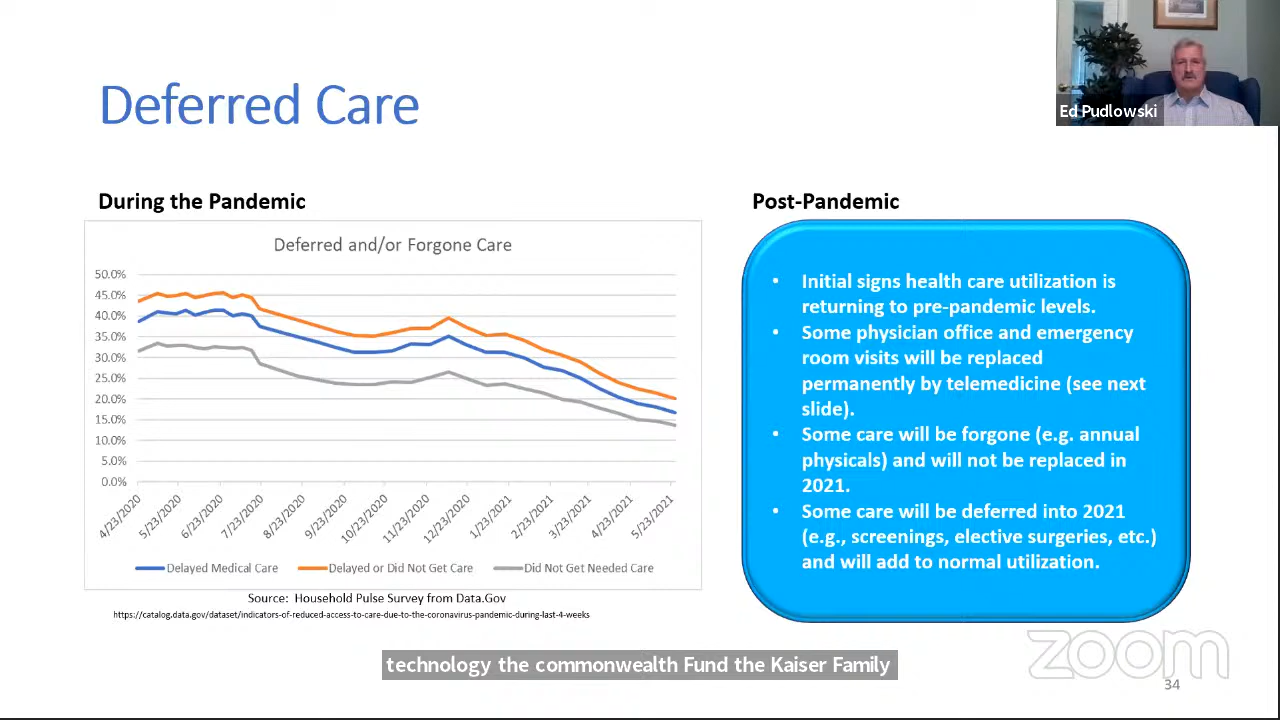 Ed Pudlowski
Deferred Care
During the Pandemic
Deferred and/or Forgone Care
50.0%
45.0%
40.0%
35.0%
30.0%
25.0%
20.0%
15.0%
10.0%
5.0%
0.0%
4/23/2020
5/23/2020
6/23/2020
7/23/2020
8/23/2020
9/23/2020
10/23/2020
11/23/2020
12/23/2020
1/23/2021
2/23/2021
3/23/2021
4/23/2021
5/23/2021
Delayed Medical Care
Delayed or Did Not Get Care
Did Not Get Needed Care
Source: Household Pulse Survey from Data.Gov
https://catalog.data.gov/dataset/indicators-of-reduced-access-to-care-due-to-the-coronavirus-pandemic-during-last-4-weeks
Post-Pandemic
• Initial signs health care utilization is
returning to pre-pandemic levels.
• Some physician office and emergency
room visits will be replaced
permanently by telemedicine (see next
slide).
• Some care will be forgone (e.g. annual
physicals) and will not be replaced in
2021.
• Some care will be deferred into 2021
(e.g., screenings, elective surgeries, etc.)
and will add to normal utilization.
technology the commonwealth Fund the Kaiser Family
zoom
34